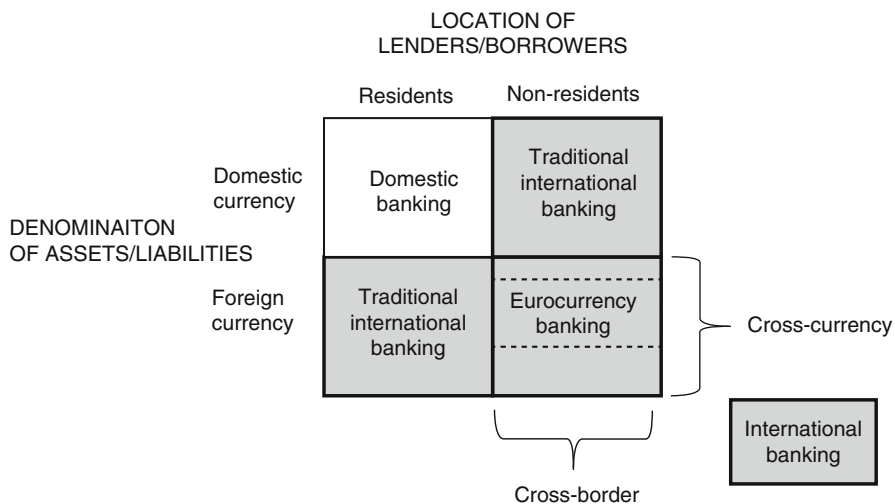 LOCATION OF
LENDERS/BORROWERS
Residents
Non-residents
Domestic
currency
Domestic
banking
Traditional
international
banking
DENOMINAITON
OF ASSETS/LIABILITIES
Foreign
currency
Traditional
international
banking
Eurocurrency
banking
Cross-currency
International
banking
Cross-border